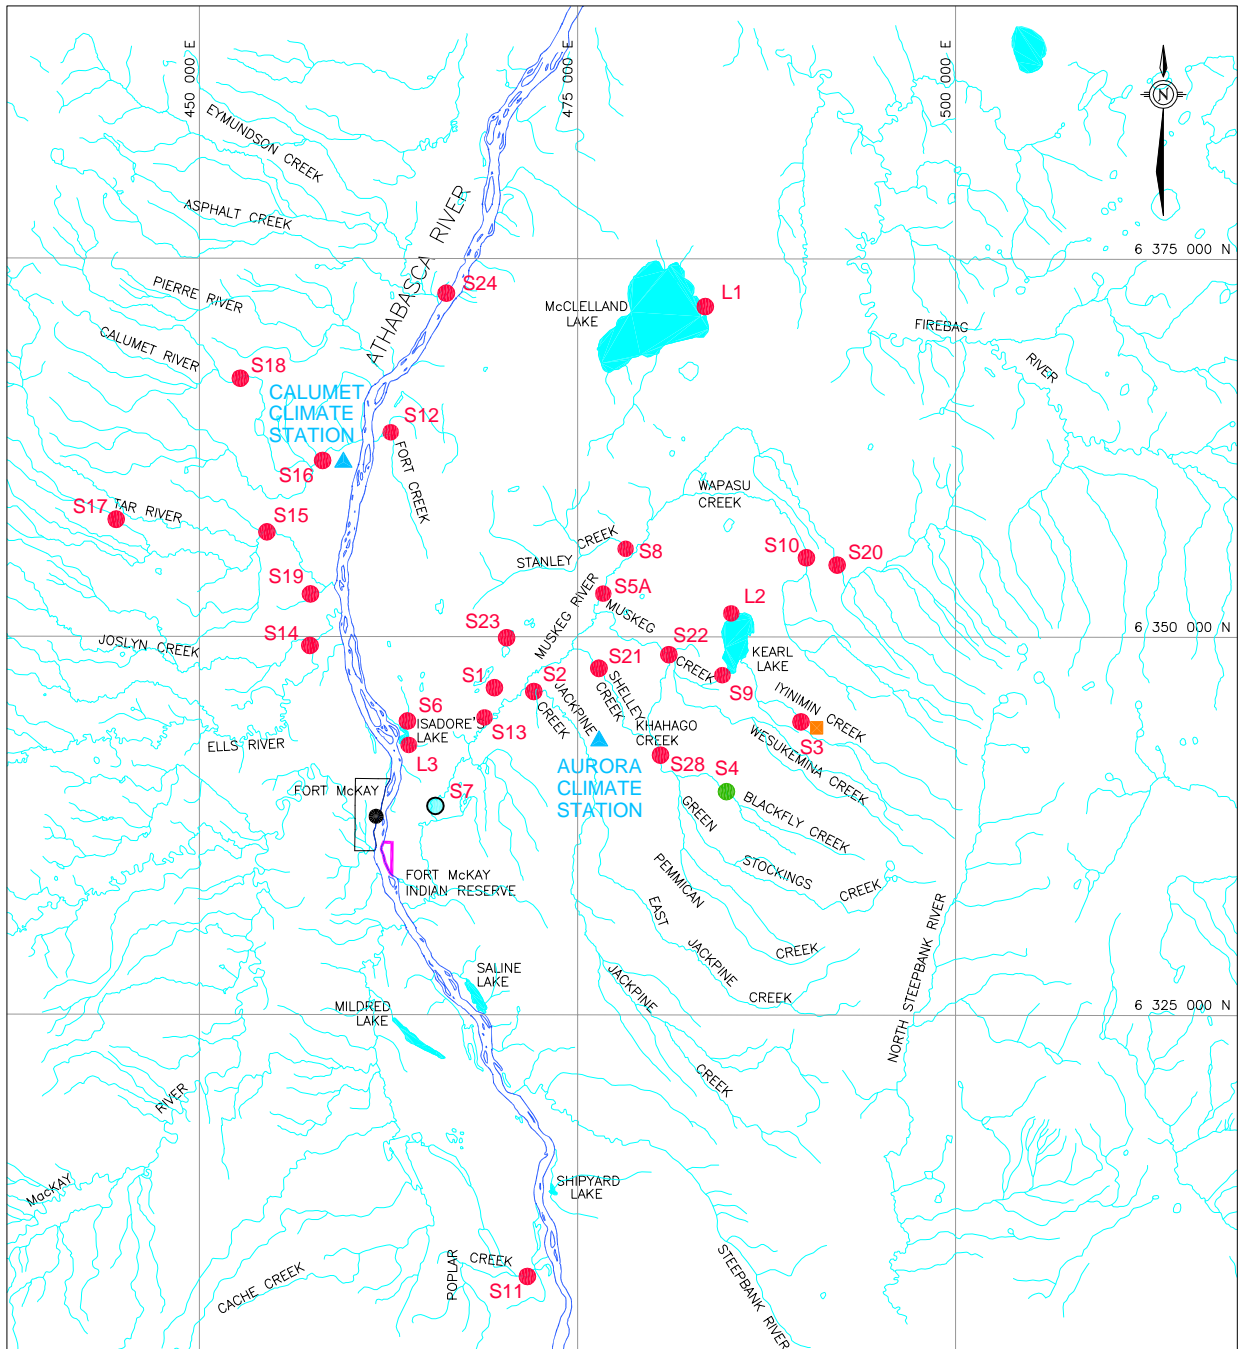 450 000 E
475 000 E
500 000 E
N
EYMUNDSON CREEK
ASPHALT CREEK
ATHABASCA RIVER
6 375 000 N
PIERRE RIVER
S24
McCLELLAND
LAKE
L1
CALUMET RIVER
FIREBAG
RIVER
S18
CALUMET
CLIMATE
STATION
S12
FORT CREEK
S16
WAPASU
CREEK
S17
TAR RIVER
S15
STANLEY CREEK
S8
S10
S20
S19
S5A
MUSKEG RIVER
MUSKEG
CREEK
L2
JOSLYN CREEK
S14
S23
6 350 000 N
S22
KEARL
LAKE
S21
S1
S2
SHELLEY
CREEK
JACKPINE
CREEK
S9
IYINIMIN CREEK
S6
ISADORE'S
LAKE
S13
KHAHAGO
CREEK
WESUKEMINA CREEK
S3
ELLS RIVER
L3
AURORA
CLIMATE
STATION
S28
S4
FORT McKAY
S7
BLACKFLY CREEK
GREEN
STOCKINGS
CREEK
FORT McKAY
INDIAN RESERVE
PEMMICAN
CREEK
EAST
JACKPINE
CREEK
NORTH STEEPBANK RIVER
SALINE
LAKE
JACKPINE
CREEK
MILDRED
LAKE
6 325 000 N
RIVER
MacKAY
SHIPYARD
LAKE
POPLAR
CREEK
S11
CACHE CREEK
STEEPBANK RIVER